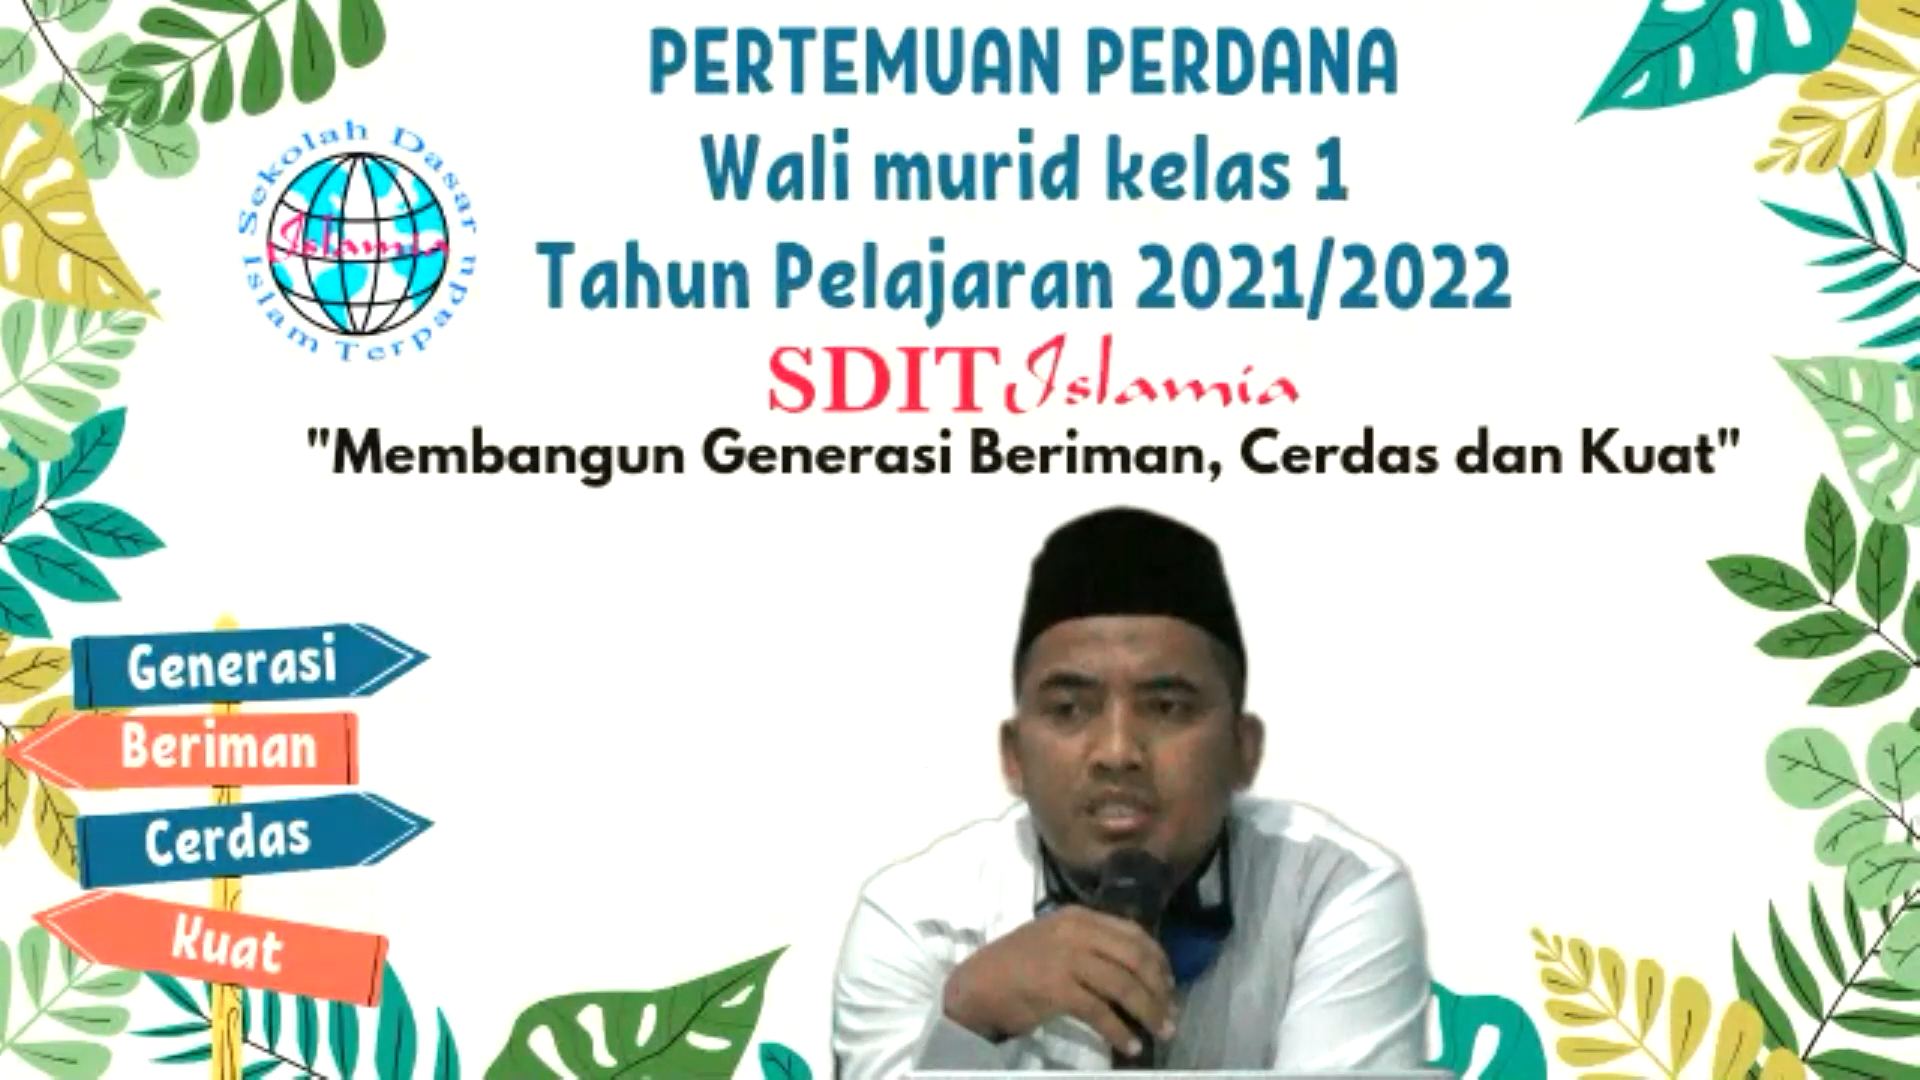 PERTEMUAN PERDANA
Wali murid kelas 1
Tahun Pelajaran 2021/2022
SDIT Islamia
"Membangun Generasi Beriman, Cerdas dan Kuat"
Sekolah Dasar
Islamia
Islam Terpadu
Generasi
Beriman
Cerdas
Kuat